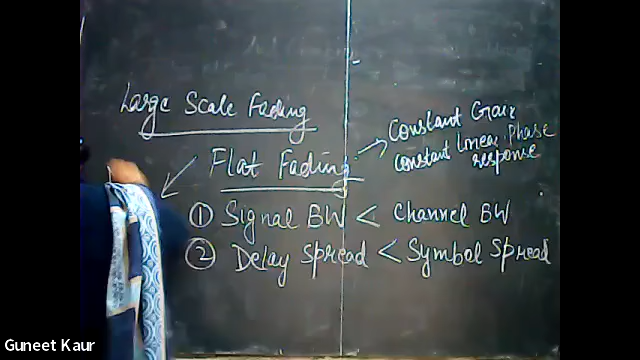 Large Scale Fading
Flat Fading
Constant Gain
constant linear Phase
response
① Signal BW < Channel BW
② Delay Spread < Symbol Spread
Guneet Kaur